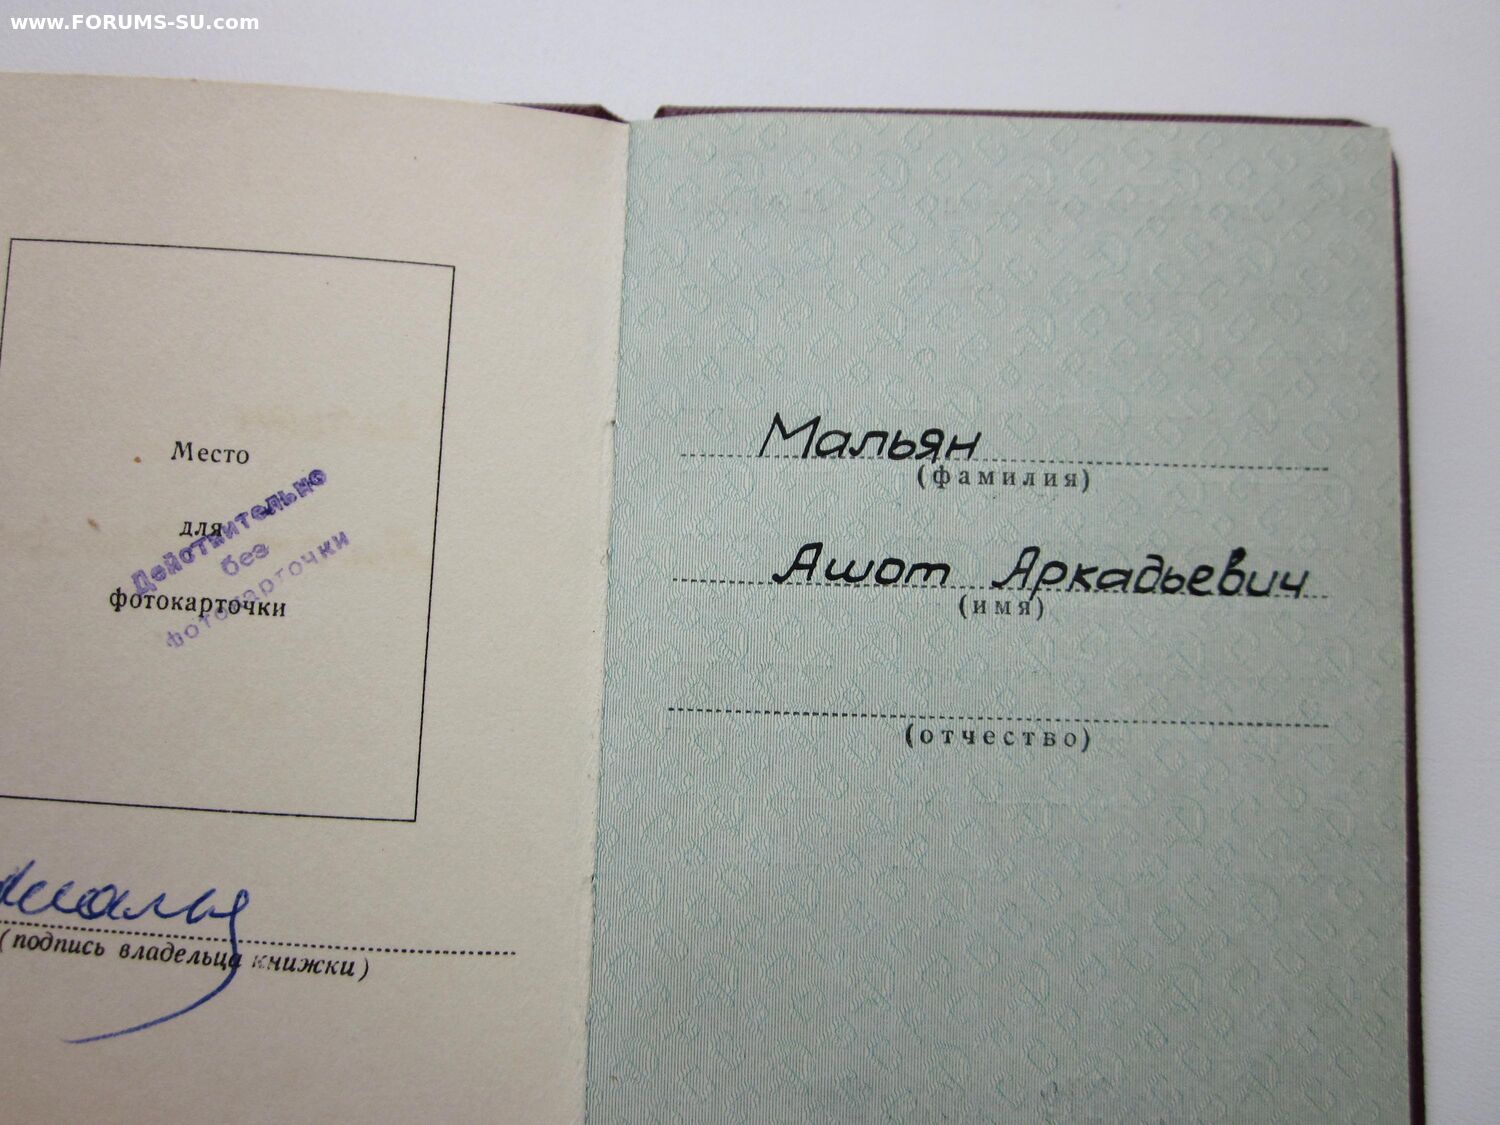 www.FORUMS-SU.com
Место
для
фотокарточки
Действительно
без
фотокарточки
(подпись владельца книжки)
Мальян
(фамилия)
Ашот Аркадьевич
(имя)
(отчество)